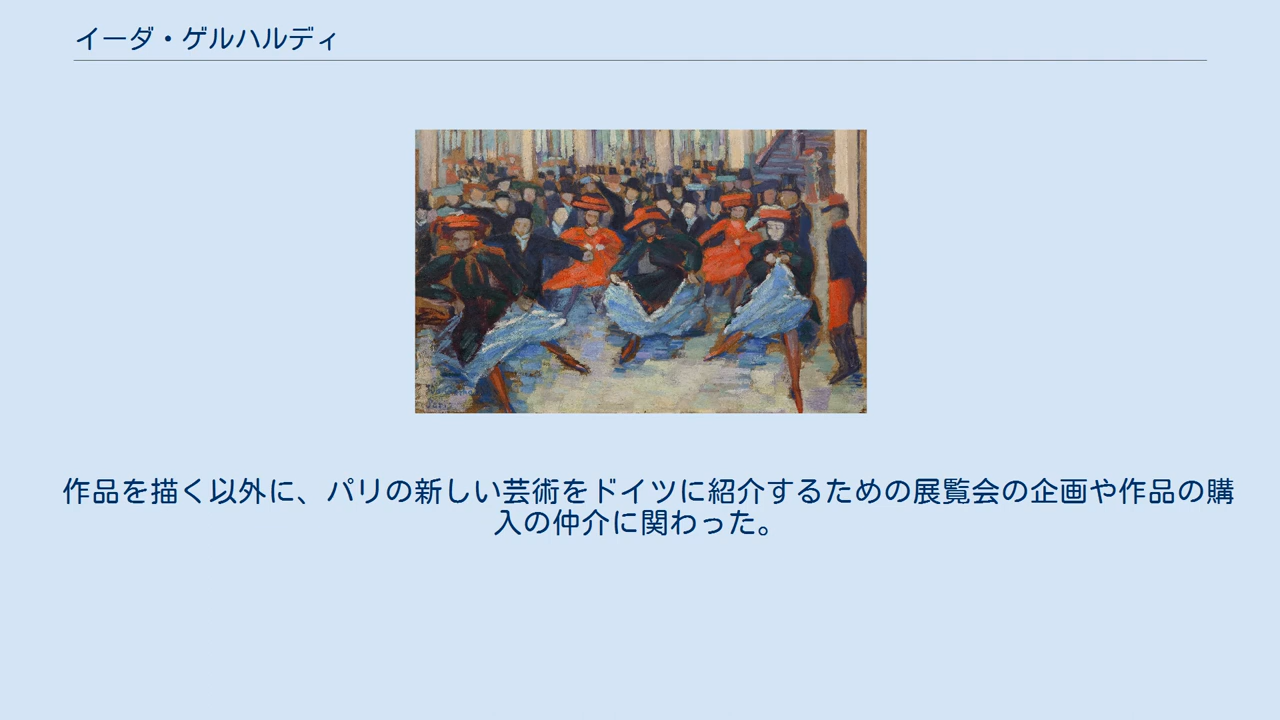 イーダ・ゲルハルディ
作品を描く以外に、パリの新しい芸術をドイツに紹介するための展覧会の企画や作品の購
入の仲介に関わった。